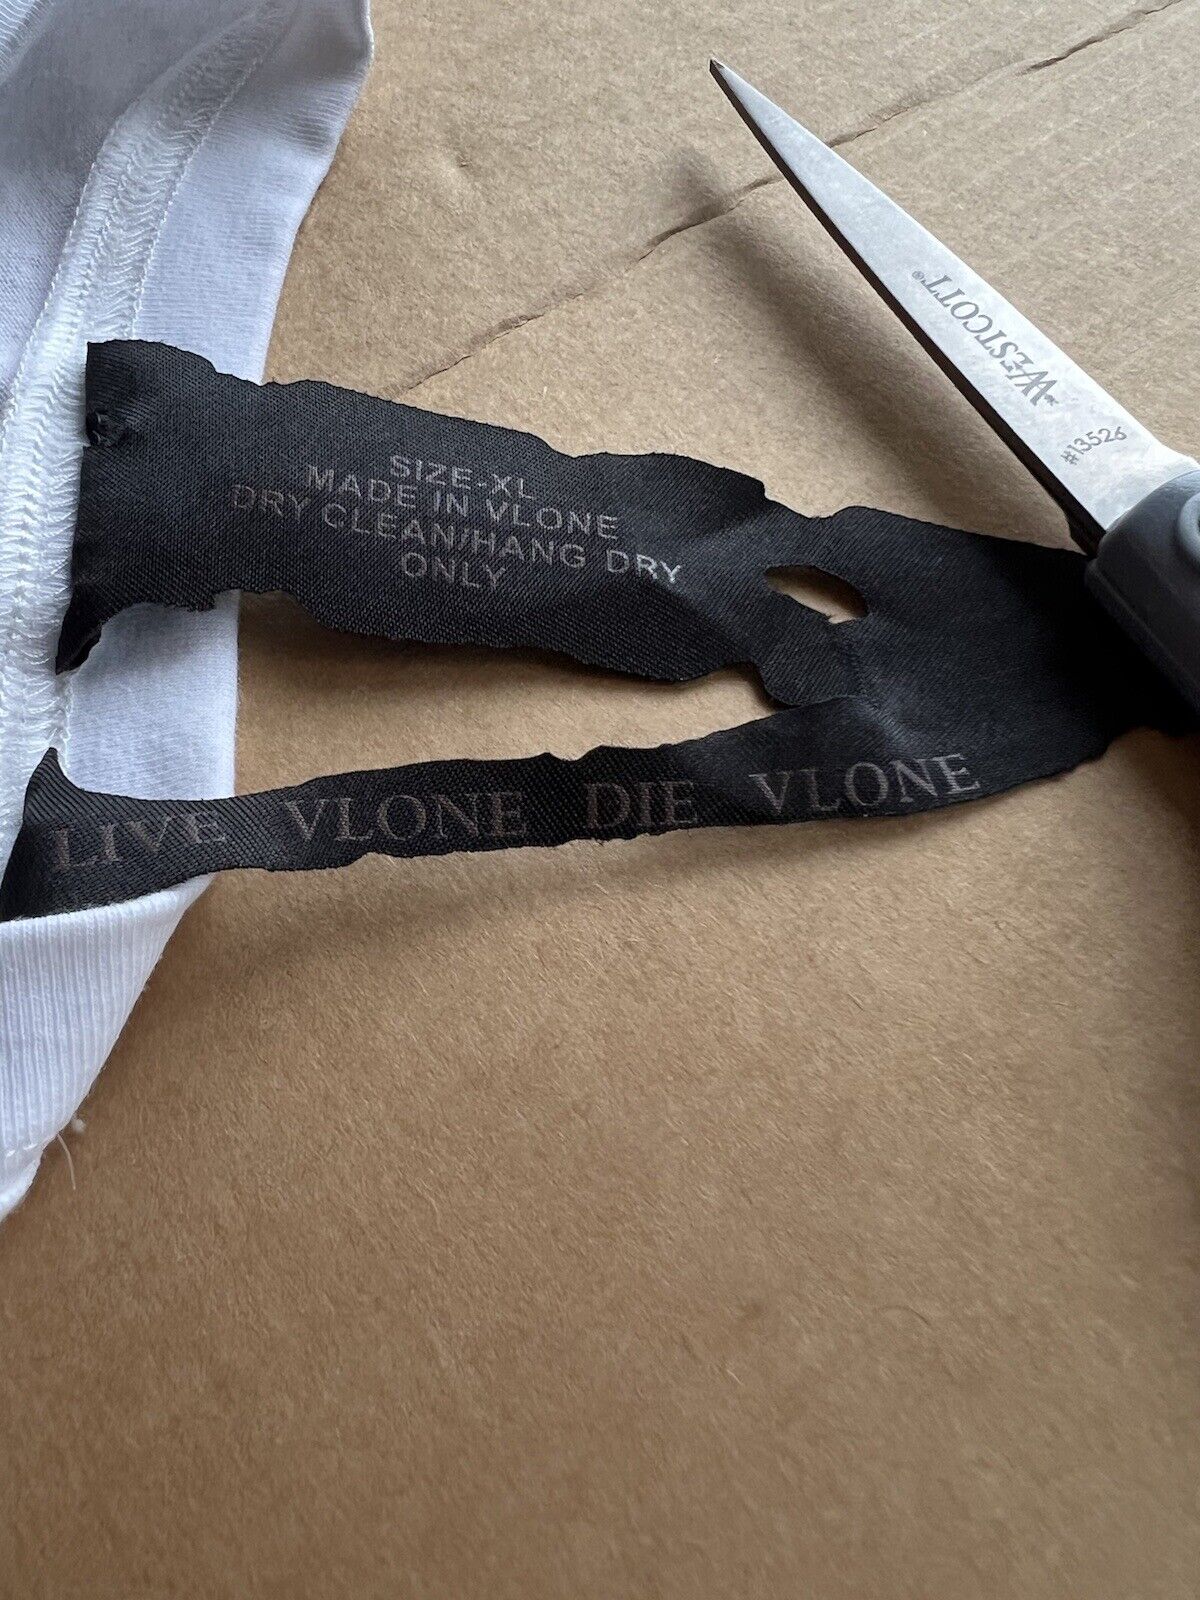 WESTCOTT®
#13526
SIZE-XL
MADE IN VLONE
DRY CLEAN/HANG DRY
ONLY
LIVE VLONE DIE VLONE